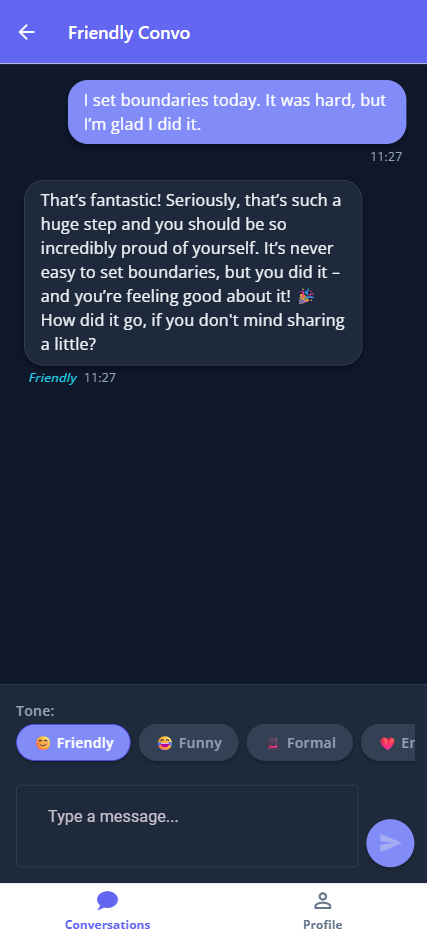 Friendly Convo
I set boundaries today. It was hard, but
I’m glad I did it.
11:27
That’s fantastic! Seriously, that’s such a
huge step and you should be so
incredibly proud of yourself. It’s never
easy to set boundaries, but you did it –
and you’re feeling good about it! 🎉
How did it go, if you don't mind sharing
a little?
Friendly 11:27
Tone:
😊 Friendly 😂 Funny 🎩 Formal 💖
Type a message...
Conversations Profile